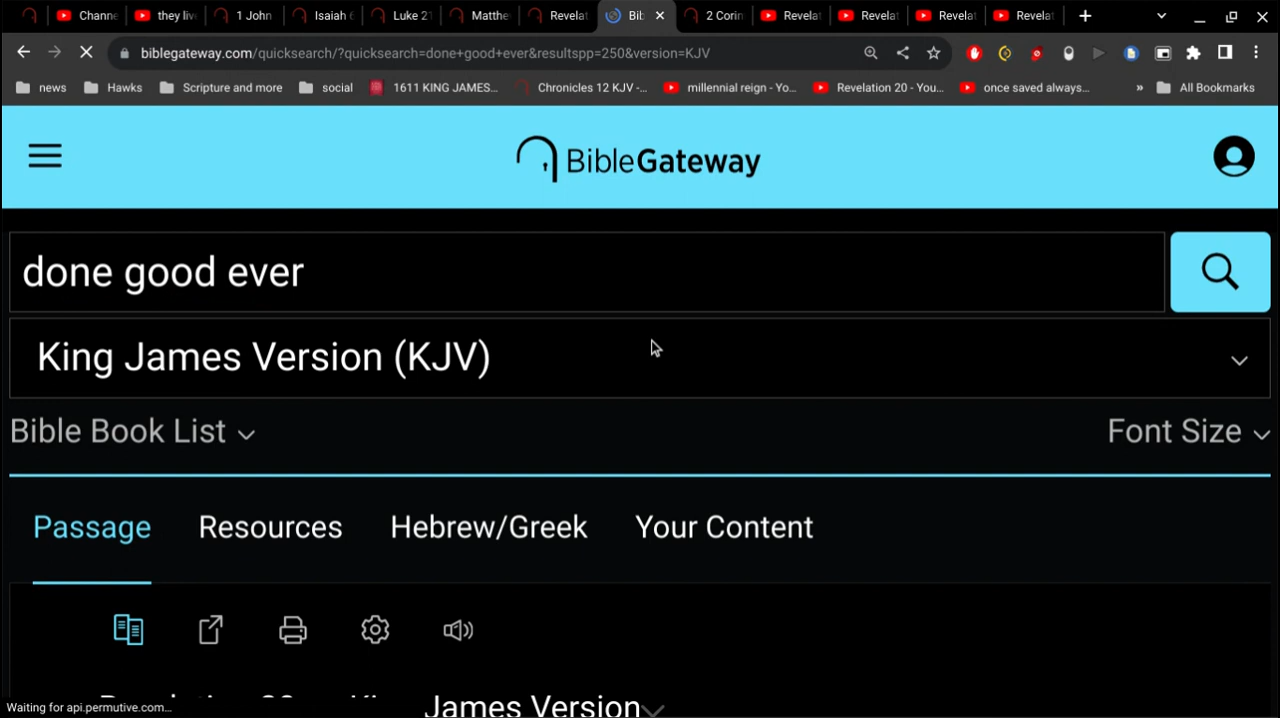 Channe
they liv
1 John
Isaiah 6
Luke 21
Matthe
Revelat
Bib
2 Corin
Revelat
Revelat
Revelat
Revelat
biblegateway.com/quicksearch/?quicksearch=done+good+ever&resultspp=250&version=KJV
news
Hawks
Scripture and more
social
1611 KING JAMES...
Chronicles 12 KJV -...
millennial reign - Yo...
Revelation 20 - You...
once saved always...
»
All Bookmarks
BibleGateway
done good ever
King James Version (KJV)
Bible Book List
Font Size
Passage
Resources
Hebrew/Greek
Your Content
James Version
Waiting for api.permutive.com...